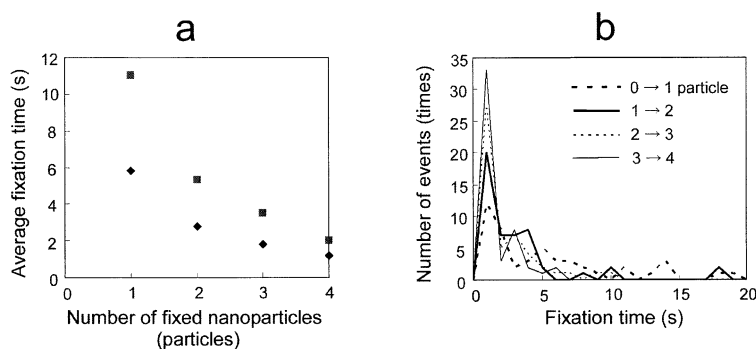 a
12
10
8
6
4
2
0
0
1
2
3
4
Average fixation time (s)
Number of fixed nanoparticles
(particles)
b
35
30
25
20
15
10
5
0
0
5
10
15
20
Number of events (times)
Fixation time (s)
0 → 1 particle
1 → 2
2 → 3
3 → 4